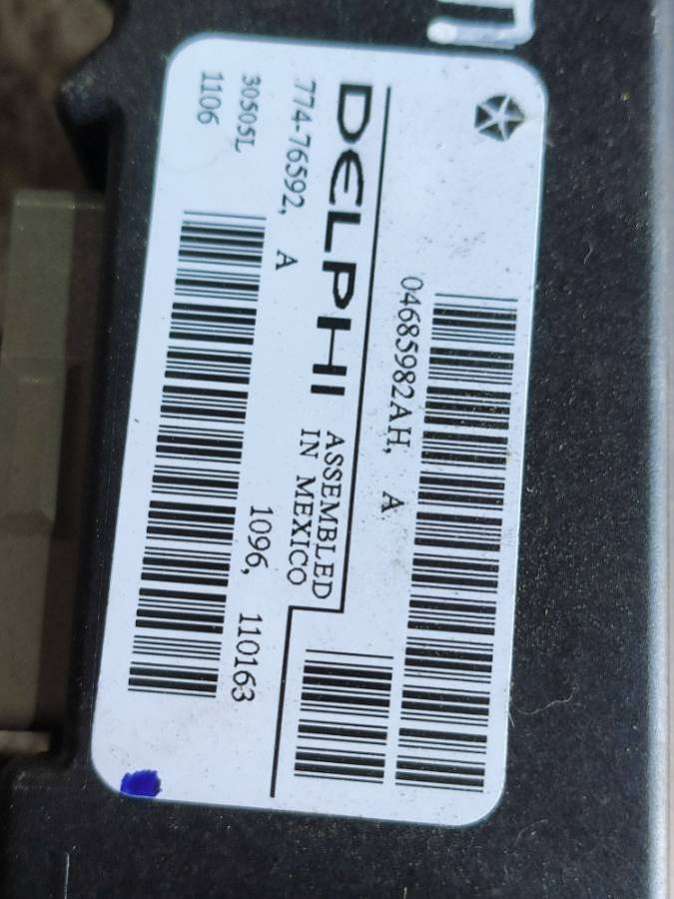 04685982AH, A
DELPHI
ASSEMBLED
IN MEXICO
774-76592, A
30505L
1106
1096, 110163